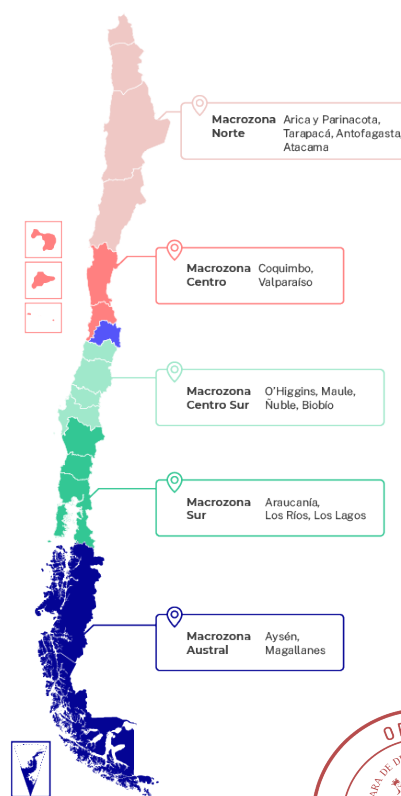 Macrozona Norte
Arica y Parinacota,
Tarapacá, Antofagasta,
Atacama
Macrozona Centro
Coquimbo,
Valparaíso
Macrozona Centro Sur
O'Higgins, Maule,
Ñuble, Biobío
Macrozona Sur
Araucanía,
Los Ríos, Los Lagos
Macrozona Austral
Aysén,
Magallanes